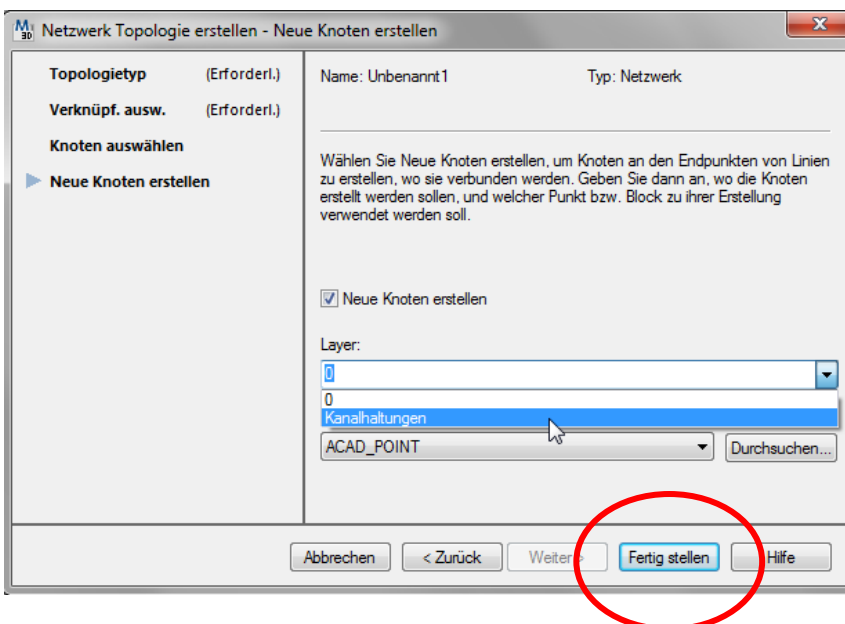 Netzwerk Topologie erstellen - Neue Knoten erstellen
Topologietyp (Erforderl.)
Verknüpf. ausw. (Erforderl.)
Knoten auswählen
Neue Knoten erstellen
Name: Unbenannt1 Typ: Netzwerk
Wählen Sie Neue Knoten erstellen, um Knoten an den Endpunkten von Linien
zu erstellen, wo sie verbunden werden. Geben Sie dann an, wo die Knoten
erstellt werden sollen, und welcher Punkt bzw. Block zu ihrer Erstellung
verwendet werden soll.
Neue Knoten erstellen
Layer:
0
0
Kanalhaltungen
ACAD_POINT Durchsuchen...
Abbrechen < Zurück Weiter > Fertig stellen Hilfe